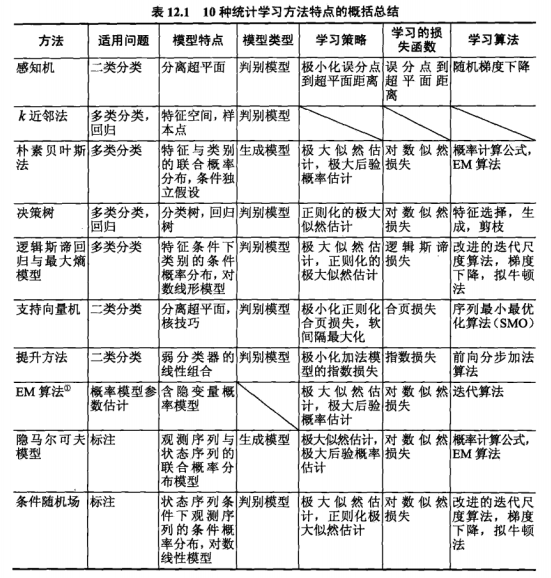 表 12.1 10 种统计学习方法特点的概括总结
方法 适用问题 模型特点 模型类型 学习策略 学习的损失函数 学习算法
感知机 二类分类 分离超平面 判别模型 极小化误分点到超平面距离 误分点到超平面距离 随机梯度下降
k 近邻法 多类分类，回归 特征空间，样本点 判别模型
朴素贝叶斯法 多类分类 特征与类别的联合概率分布，条件独立假设 生成模型 极大似然估计，极大后验概率估计 对数似然损失 概率计算公式，EM 算法
决策树 多类分类，回归 分类树，回归树 判别模型 正则化的极大似然估计 对数似然损失 特征选择，生成，剪枝
逻辑斯谛回归与最大熵模型 多类分类 特征条件下类别的条件概率分布，对数线形模型 判别模型 极大似然估计，正则化的极大似然估计 逻辑斯谛损失 改进的迭代尺度算法，梯度下降，拟牛顿法
支持向量机 二类分类 分离超平面，核技巧 判别模型 极小化正则化合页损失，软间隔最大化 合页损失 序列最小最优化算法（SMO）
提升方法 二类分类 弱分类器的线性组合 判别模型 极小化加法模型的指数损失 指数损失 前向分步加法算法
EM 算法① 概率模型参数估计 含隐变量概率模型 极大似然估计，极大后验概率估计 对数似然损失 迭代算法
隐马尔可夫模型 标注 观测序列与状态序列的联合概率分布模型 生成模型 极大似然估计，极大后验概率估计 对数似然损失 概率计算公式，EM 算法
条件随机场 标注 状态序列条件下观测序列的条件概率分布，对数线性模型 判别模型 极大似然估计，正则化极大似然估计 对数似然损失 改进的迭代尺度算法，梯度下降，拟牛顿法